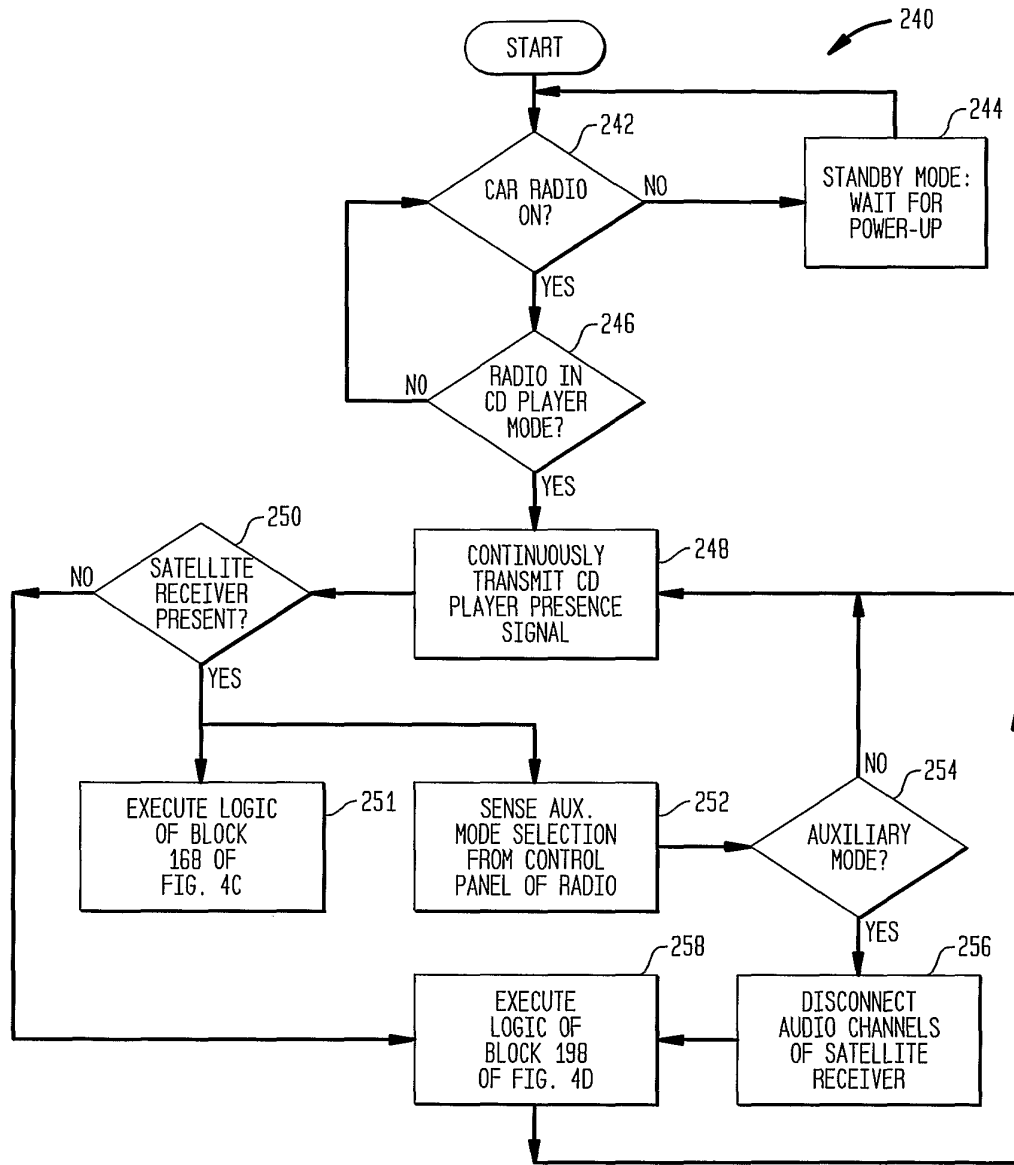 240
START
242
244
CAR RADIO
ON?
NO
STANDBY MODE:
WAIT FOR
POWER-UP
YES
246
RADIO IN
CD PLAYER
MODE?
NO
YES
250
248
NO
SATELLITE
RECEIVER
PRESENT?
CONTINUOUSLY
TRANSMIT CD
PLAYER PRESENCE
SIGNAL
YES
NO
251
252
254
EXECUTE LOGIC
OF BLOCK
168 OF
FIG. 4C
SENSE AUX.
MODE SELECTION
FROM CONTROL
PANEL OF RADIO
AUXILIARY
MODE?
YES
258
256
EXECUTE
LOGIC OF
BLOCK 198
OF FIG. 4D
DISCONNECT
AUDIO CHANNELS
OF SATELLITE
RECEIVER